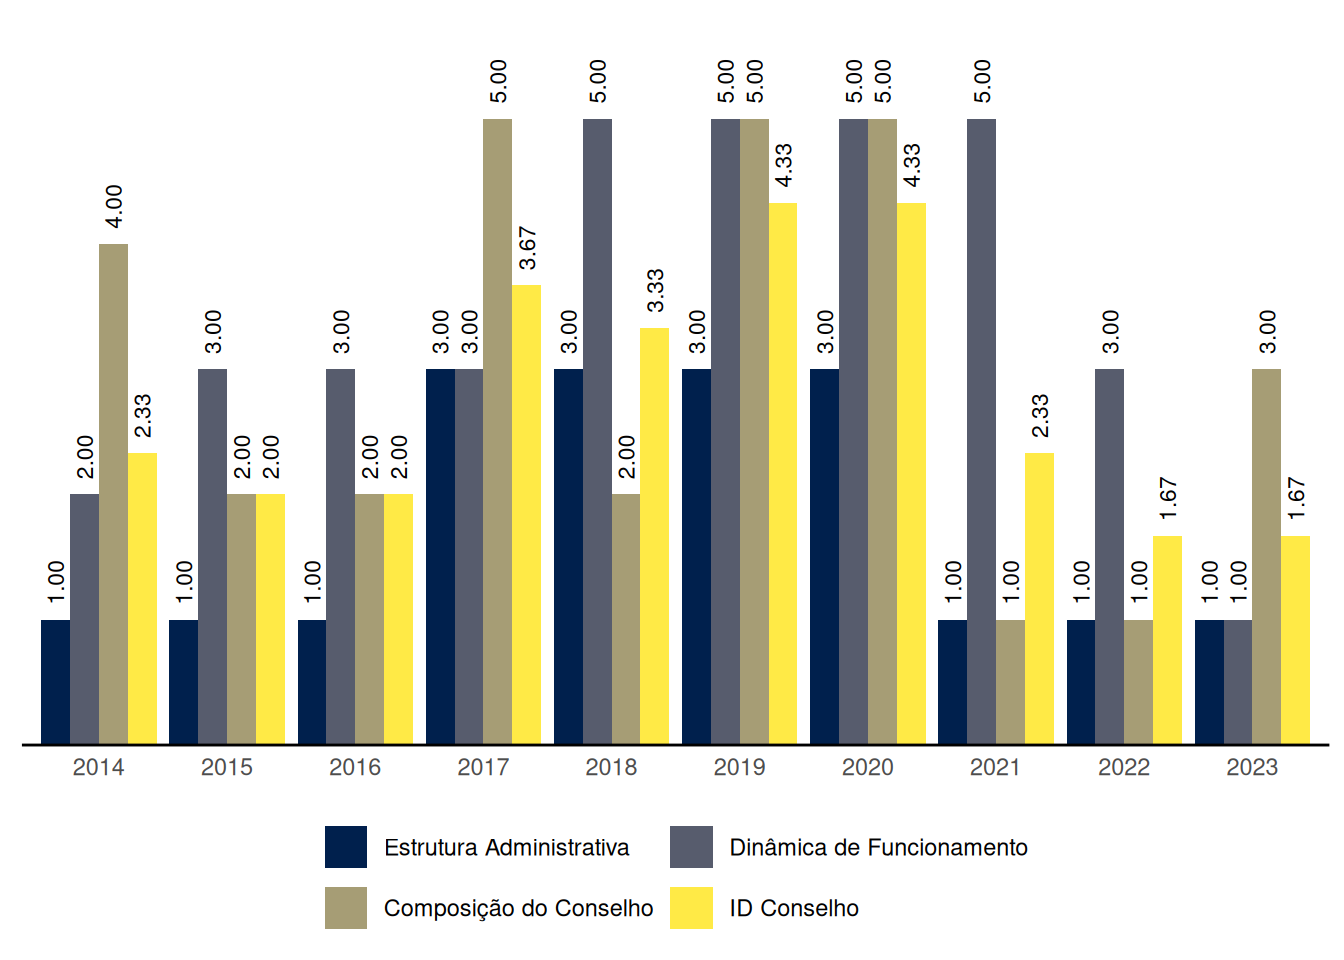 1.00 2.00 4.00 2.33 1.00 3.00 2.00 2.00 1.00 3.00 2.00 2.00 3.00 3.00 5.00 3.67 3.00 5.00 2.00 3.33 3.00 5.00 5.00 4.33 3.00 5.00 5.00 4.33 1.00 5.00 1.00 2.33 1.00 3.00 1.00 1.67 1.00 1.00 3.00 1.67
2014 2015 2016 2017 2018 2019 2020 2021 2022 2023
Estrutura Administrativa Dinâmica de Funcionamento
Composição do Conselho ID Conselho